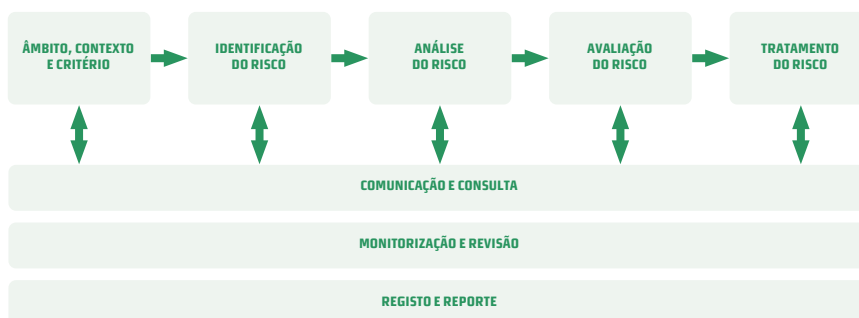 ÂMBITO, CONTEXTO
E CRITÉRIO
IDENTIFICAÇÃO
DO RISCO
ANÁLISE
DO RISCO
AVALIAÇÃO
DO RISCO
TRATAMENTO
DO RISCO
COMUNICAÇÃO E CONSULTA
MONITORIZAÇÃO E REVISÃO
REGISTO E REPORTE